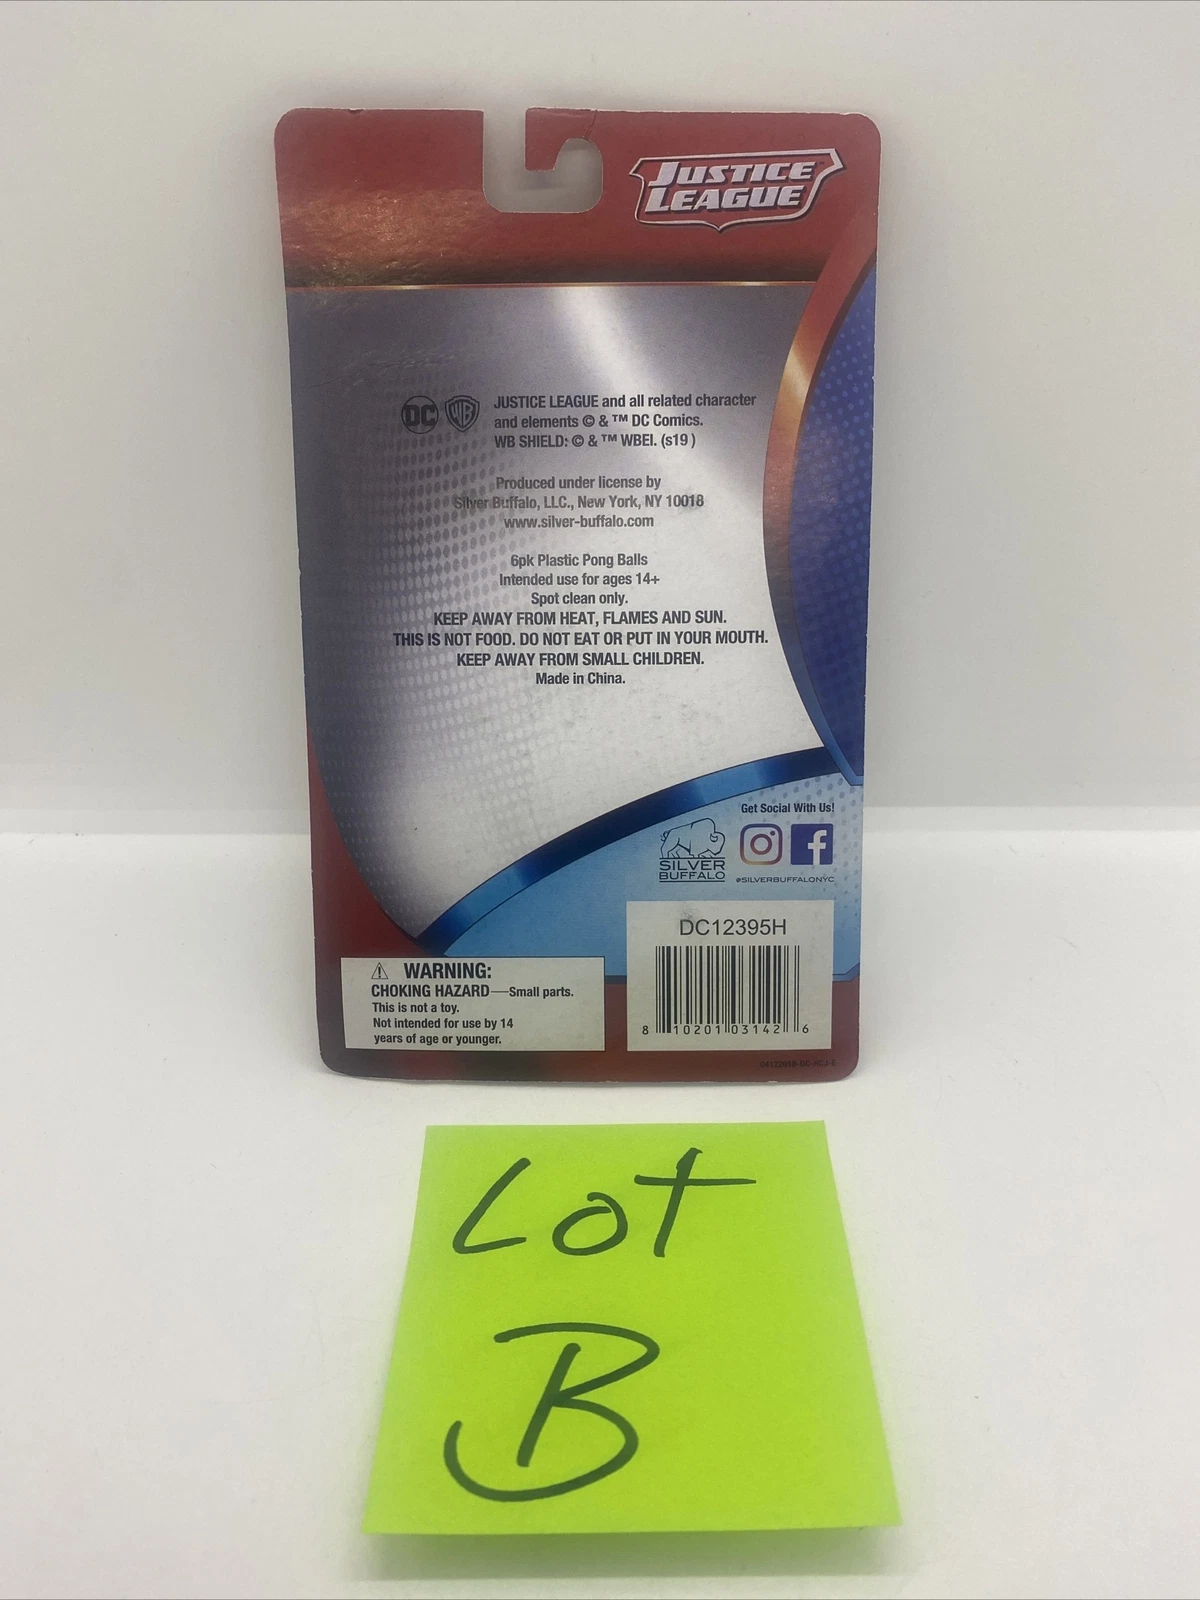 JUSTICE
LEAGUE
DC WB JUSTICE LEAGUE and all related character
and elements © & ™ DC Comics.
WB SHIELD: © & ™ WBEI. (s19)
Produced under license by
Silver Buffalo, LLC., New York, NY 10018
www.silver-buffalo.com
6pk Plastic Pong Balls
Intended use for ages 14+
Spot clean only.
KEEP AWAY FROM HEAT, FLAMES AND SUN.
THIS IS NOT FOOD. DO NOT EAT OR PUT IN YOUR MOUTH.
KEEP AWAY FROM SMALL CHILDREN.
Made in China.
Get Social With Us!
SILVER
BUFFALO
@SILVERBUFFALONYC
DC12395H
8 10201 03142 6
WARNING:
CHOKING HAZARD—Small parts.
This is not a toy.
Not intended for use by 14
years of age or younger.
Lot
B